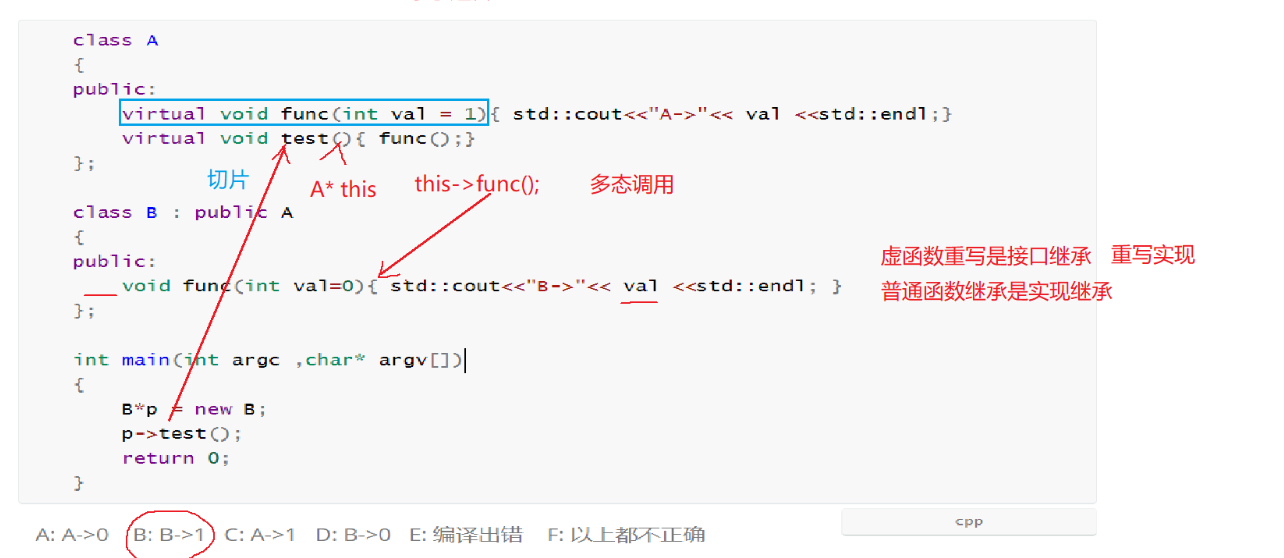 class A
{
public:
virtual void func(int val = 1){ std::cout<<"A->"<< val <<std::endl;}
virtual void test(){ func();}
};
切片
A* this
this->func();
多态调用
class B : public A
{
public:
虚函数重写是接口继承 重写实现
void func(int val=0){ std::cout<<"B->"<< val <<std::endl; }
普通函数继承是实现继承
};
int main(int argc ,char* argv[])
{
B*p = new B;
p->test();
return 0;
}
cpp
A: A->0 B: B->1 C: A->1 D: B->0 E: 编译出错 F: 以上都不正确